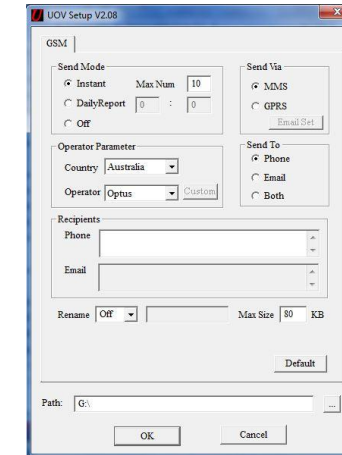 UOV Setup V2.08
GSM
Send Mode
Instant Max Num 10
DailyReport 0 : 0
Off
Send Via
MMS
GPRS
Email Set
Operator Parameter
Country Australia
Operator Optus Custom
Send To
Phone
Email
Both
Recipients
Phone
Email
Rename Off Max Size 80 KB
Default
Path: G:\ ...
OK Cancel